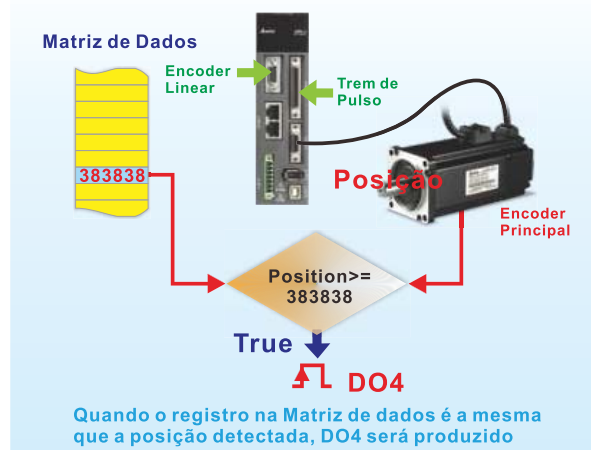 Matriz de Dados
Encoder
Linear
Trem de
Pulso
383838
Posição
Encoder
Principal
Position>=
383838
True
DO4
Quando o registro na Matriz de dados é a mesma
que a posição detectada, DO4 será produzido